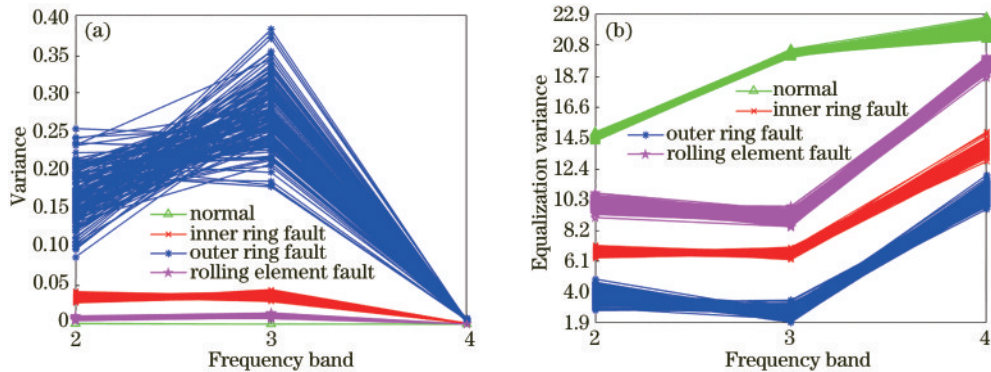 (a)
Variance
0.40
0.35
0.30
0.25
0.20
0.15
0.10
0.05
0
normal
inner ring fault
outer ring fault
rolling element fault
2
3
4
Frequency band
(b)
Equalization variance
22.9
20.8
18.7
16.6
14.5
12.4
10.3
8.2
6.1
4.0
1.9
normal
inner ring fault
outer ring fault
rolling element fault
2
3
4
Frequency band